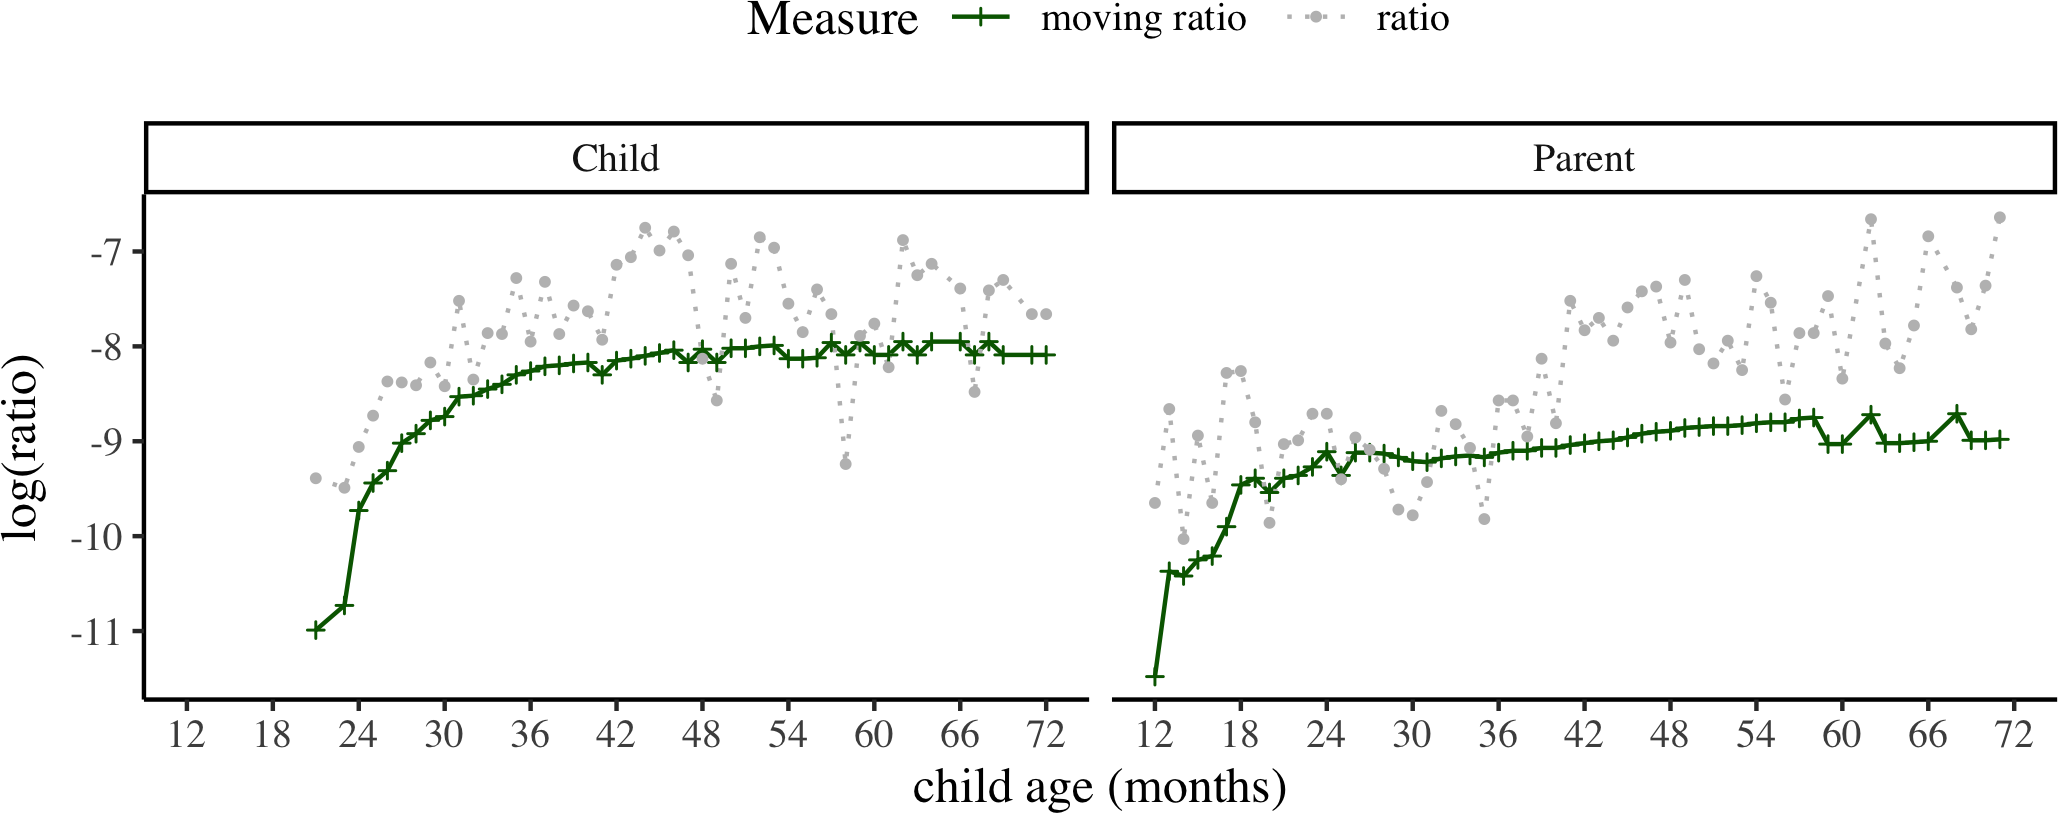 Measure moving ratio ratio
Child Parent
-7
-8
-9
-10
-11
log(ratio)
12 18 24 30 36 42 48 54 60 66 72 12 18 24 30 36 42 48 54 60 66 72
child age (months)